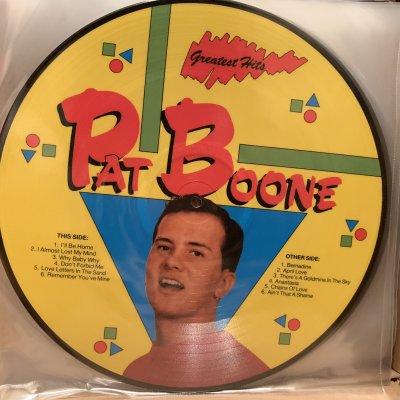 Greatest Hits
PAT BOONE
THIS SIDE:
1. I'll Be Home
2. I Almost Lost My Mind
3. Why Baby Why
4. Don't Forbid Me
5. Love Letters In The Sand
6. Remember You're Mine
OTHER SIDE:
1. Bernadine
2. April Love
3. There's A Goldmine In The Sky
4. Anastasia
5. Chains Of Love
6. Ain't That A Shame